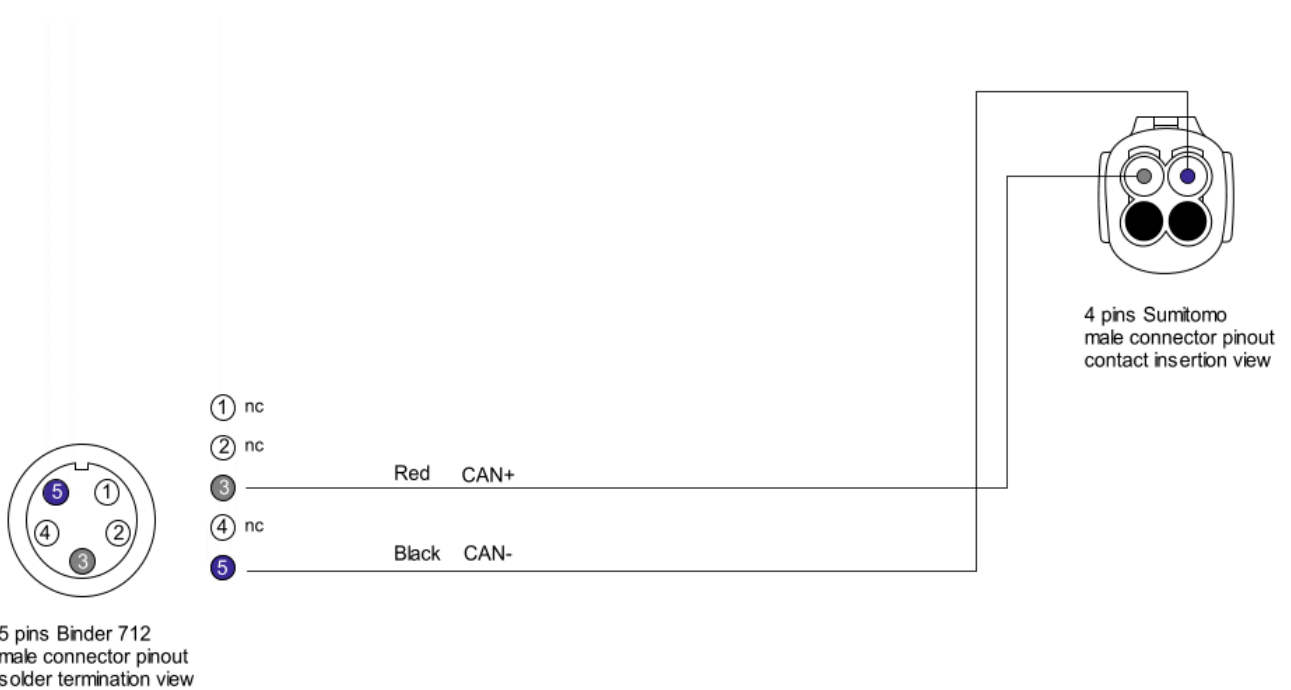 4 pins Sumitomo
male connector pinout
contact insertion view
1 nc
2 nc
3 Red CAN+
4 nc
5 Black CAN-
5 1
4 2
3
5 pins Binder 712
male connector pinout
solder termination view